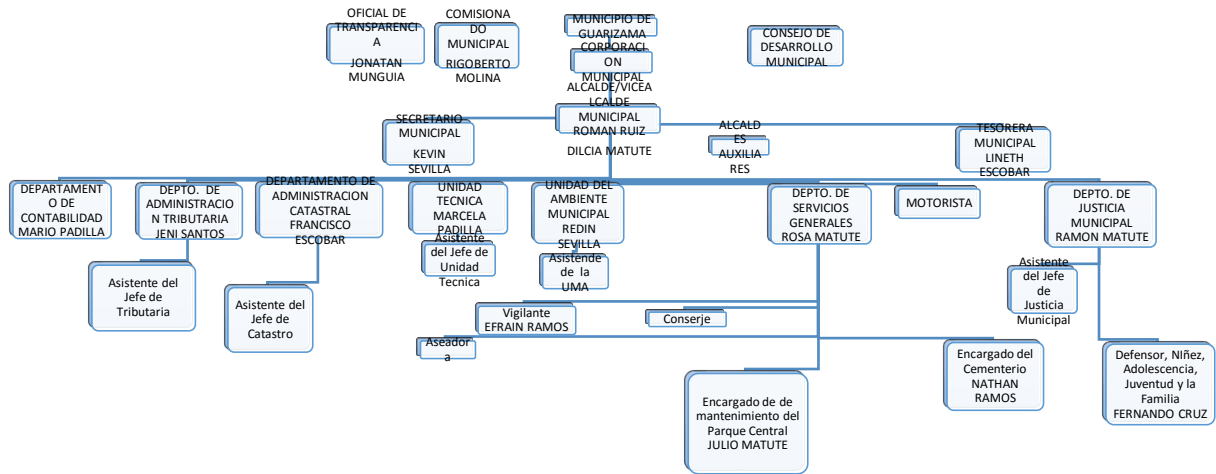 OFICIAL DE
TRANSPARENCI
A
JONATAN
MUNGUIA
COMISIONA
DO
MUNICIPAL
RIGOBERTO
MOLINA
MUNICIPIO DE
GUARIZAMA
CORPORACI
ON
MUNICIPAL
CONSEJO DE
DESARROLLO
MUNICIPAL
ALCALDE/VICEA
LCALDE
MUNICIPAL
ROMAN RUIZ
DILCIA MATUTE
SECRETARIO
MUNICIPAL
KEVIN
SEVILLA
ALCALD
ES
AUXILIA
RES
TESORERA
MUNICIPAL
LINETH
ESCOBAR
DEPARTAMENT
O DE
CONTABILIDAD
MARIO PADILLA
DEPTO. DE
ADMINISTRACIO
N TRIBUTARIA
JENI SANTOS
DEPARTAMENTO DE
ADMINISTRACION
CATASTRAL
FRANCISCO
ESCOBAR
UNIDAD
TECNICA
MARCELA
PADILLA
UNIDAD DEL
AMBIENTE
MUNICIPAL
REDIN
SEVILLA
DEPTO. DE
SERVICIOS
GENERALES
ROSA MATUTE
MOTORISTA
DEPTO. DE
JUSTICIA
MUNICIPAL
RAMON MATUTE
Asistente del
Jefe de
Tributaria
Asistente del
Jefe de
Catastro
Asistente
del Jefe de
Unidad
Tecnica
Asistende
de la
UMA
Asistente
del Jefe
de
Justicia
Municipal
Vigilante
EFRAIN RAMOS
Conserje
Aseador
a
Encargado de de
mantenimiento del
Parque Central
JULIO MATUTE
Encargado del
Cementerio
NATHAN
RAMOS
Defensor, NIñez,
Adolescencia,
Juventud y la
Familia
FERNANDO CRUZ